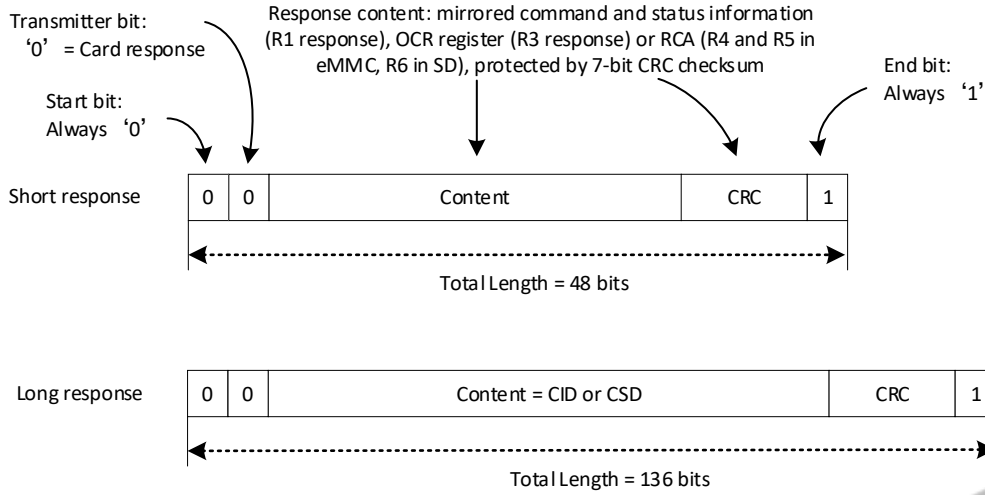 Response content: mirrored command and status information
(R1 response), OCR register (R3 response) or RCA (R4 and R5 in
eMMC, R6 in SD), protected by 7-bit CRC checksum
Transmitter bit:
‘0’ = Card response
Start bit:
Always ‘0’
End bit:
Always ‘1’
Short response 0 0 Content CRC 1
Total Length = 48 bits
Long response 0 0 Content = CID or CSD CRC 1
Total Length = 136 bits